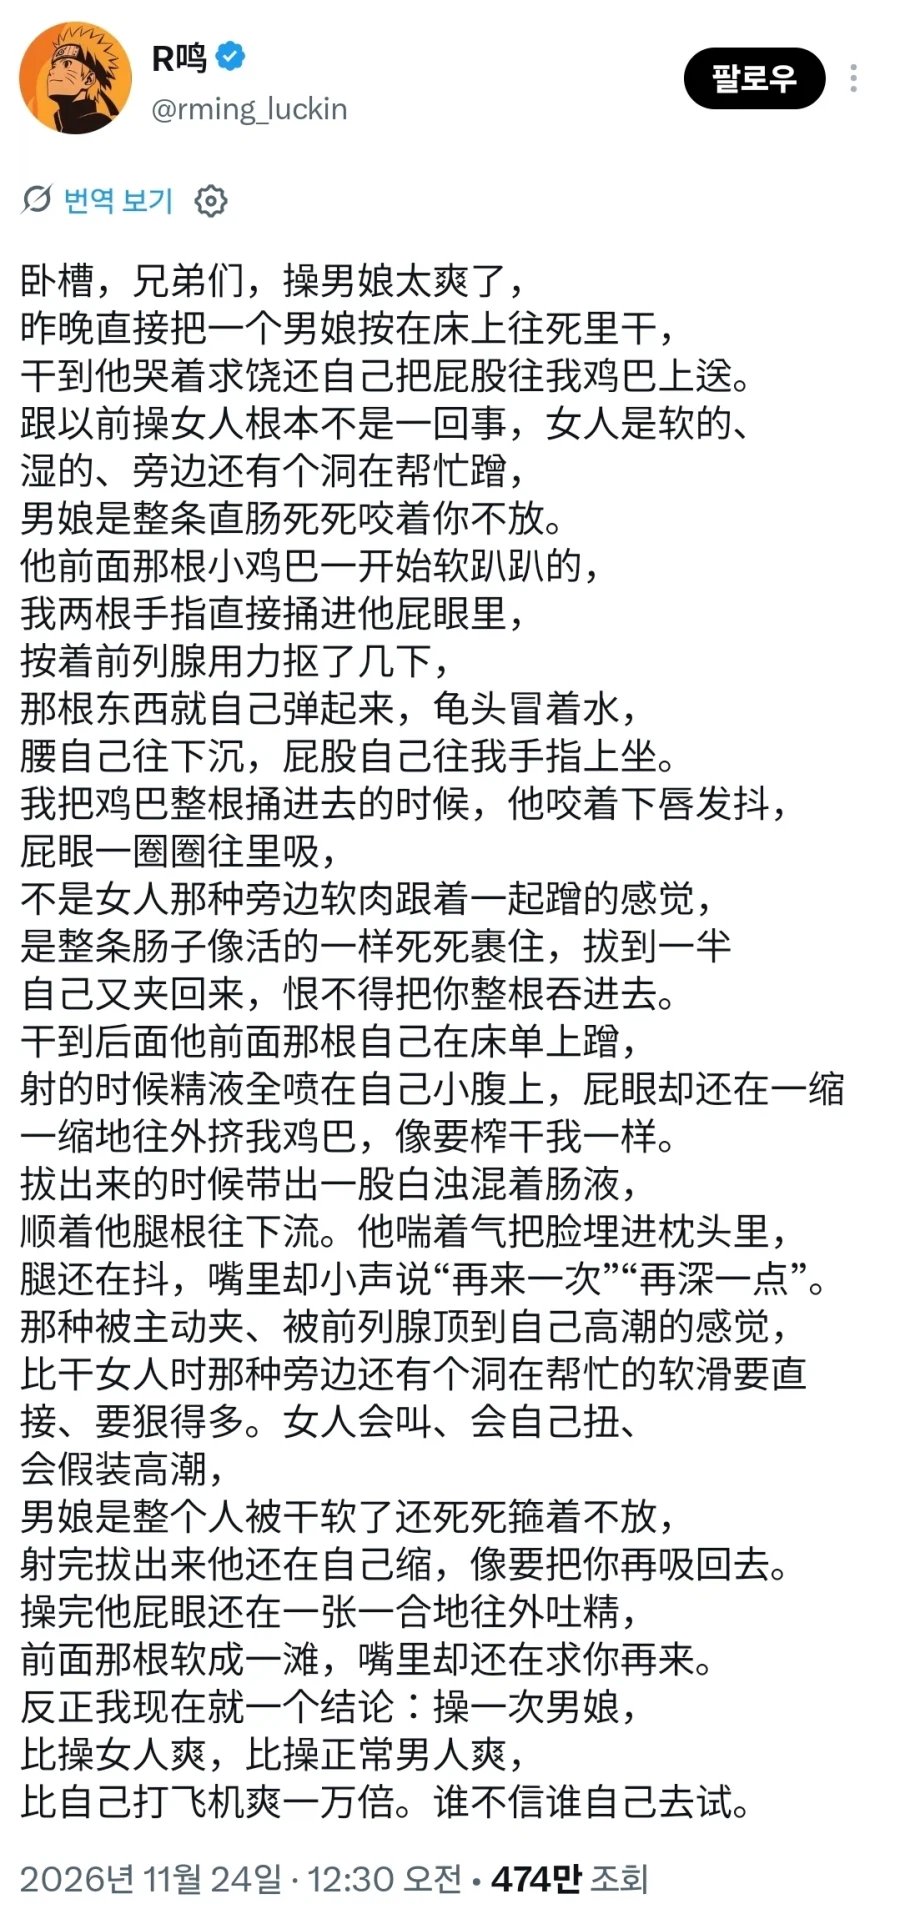 R鸣
@rming_luckin
팔로우
번역 보기
卧槽，兄弟们，操男娘太爽了，
昨晚直接把一个男娘按在床上往死里干，
干到他哭着求饶还自己把屁股往我鸡巴上送。
跟以前操女人根本不是一回事，女人是软的、
湿的、旁边还有个洞在帮忙蹭，
男娘是整条直肠死死咬着你不放。
他前面那根小鸡巴一开始软趴趴的，
我两根手指直接捅进他屁眼里，
按着前列腺用力抠了几下，
那根东西就自己弹起来，龟头冒着水，
腰自己往下沉，屁股自己往我手指上坐。
我把鸡巴整根捅进去的时候，他咬着下唇发抖，
屁眼一圈圈往里吸，
不是女人那种旁边软肉跟着一起蹭的感觉，
是整条肠子像活的一样死死裹住，拔到一半
自己又夹回来，恨不得把你整根吞进去。
干到后面他前面那根自己在床单上蹭，
射的时候精液全喷在自己小腹上，屁眼却还在一缩
一缩地往外挤我鸡巴，像要榨干我一样。
拔出来的时候带出一股白浊混着肠液，
顺着他腿根往下流。他喘着气把脸埋进枕头里，
腿还在抖，嘴里却小声说“再来一次”“再深一点”。
那种被主动夹、被前列腺顶到自己高潮的感觉，
比干女人时那种旁边还有个洞在帮忙的软滑要直
接、要狠得多。女人会叫、会自己扭、
会假装高潮，
男娘是整个人被干软了还死死箍着不放，
射完拔出来他还在自己缩，像要把你再吸回去。
操完他屁眼还在一张一合地往外吐精，
前面那根软成一滩，嘴里却还在求你再来。
反正我现在就一个结论：操一次男娘，
比操女人爽，比操正常男人爽，
比自己打飞机爽一万倍。谁不信谁自己去试。
2026년 11월 24일 · 12:30 오전 • 474만 조회